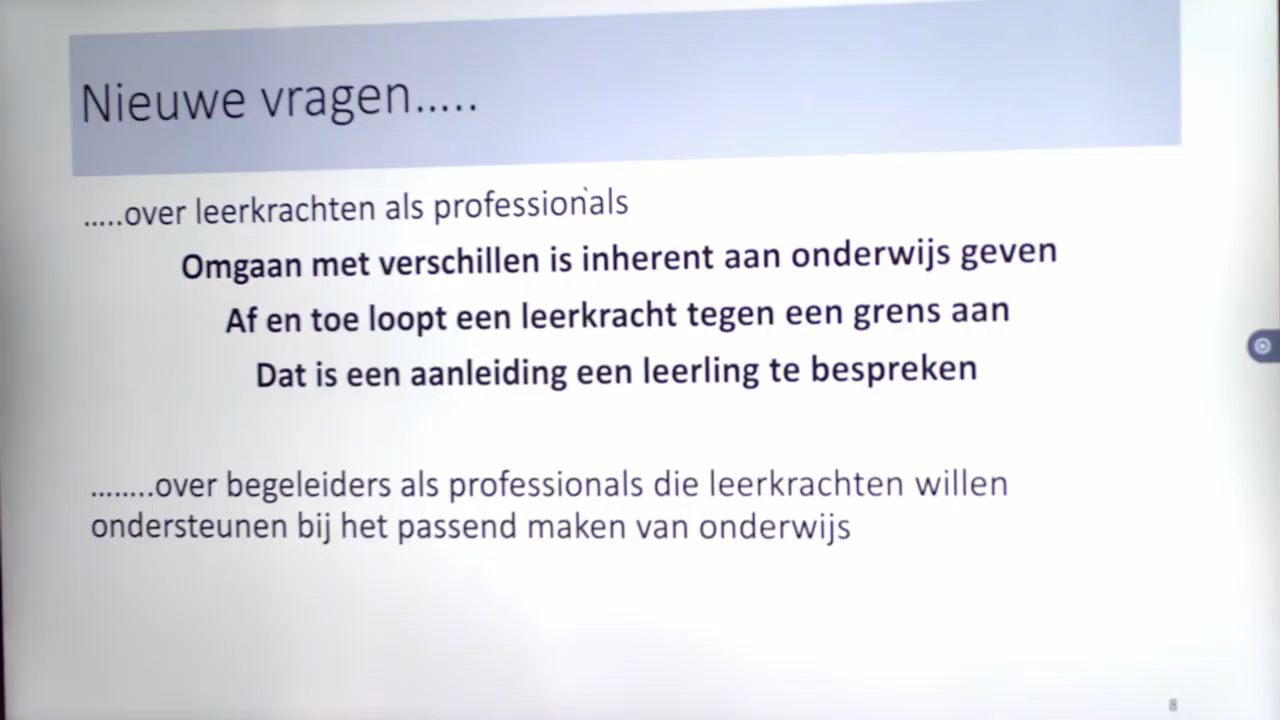 Nieuwe vragen.....
.....over leerkrachten als professionals
Omgaan met verschillen is inherent aan onderwijs geven
Af en toe loopt een leerkracht tegen een grens aan
Dat is een aanleiding een leerling te bespreken
........over begeleiders als professionals die leerkrachten willen
ondersteunen bij het passend maken van onderwijs
8